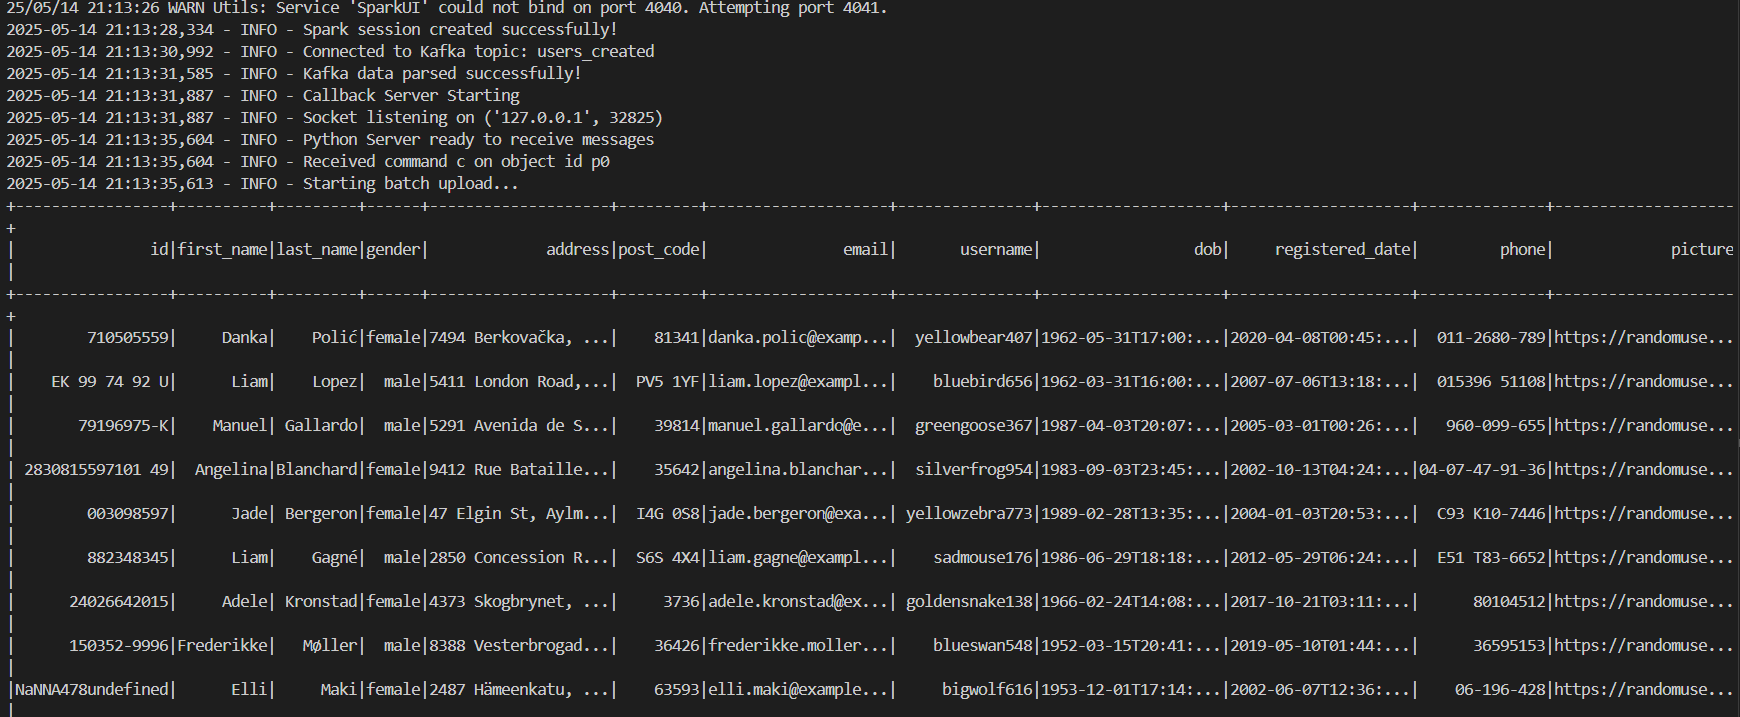 25/05/14 21:13:26 WARN Utils: Service 'SparkUI' could not bind on port 4040. Attempting port 4041.
2025-05-14 21:13:28,334 - INFO - Spark session created successfully!
2025-05-14 21:13:30,992 - INFO - Connected to Kafka topic: users_created
2025-05-14 21:13:31,585 - INFO - Kafka data parsed successfully!
2025-05-14 21:13:31,887 - INFO - Callback Server Starting
2025-05-14 21:13:31,887 - INFO - Socket listening on ('127.0.0.1', 32825)
2025-05-14 21:13:35,604 - INFO - Python Server ready to receive messages
2025-05-14 21:13:35,604 - INFO - Received command c on object id p0
2025-05-14 21:13:35,613 - INFO - Starting batch upload...
+-----------------+----------+---------+------+--------------------+---------+--------------------+---------------+--------------------+--------------------+--------------+--------------------
+
|               id|first_name|last_name|gender|             address|post_code|               email|       username|                 dob|     registered_date|         phone|             picture
|
+-----------------+----------+---------+------+--------------------+---------+--------------------+---------------+--------------------+--------------------+--------------+--------------------
+
|        710505559|     Danka|    Polić|female|7494 Berkovačka, ...|    81341|danka.polic@examp...|  yellowbear407|1962-05-31T17:00:...|2020-04-08T00:45:...|  011-2680-789|https://randomuse...
|
|    EK 99 74 92 U|      Liam|    Lopez|  male|5411 London Road,...|  PV5 1YF|liam.lopez@exampl...|    bluebird656|1962-03-31T16:00:...|2007-07-06T13:18:...|  015396 51108|https://randomuse...
|
|       79196975-K|    Manuel| Gallardo|  male|5291 Avenida de S...|    39814|manuel.gallardo@e...|  greengoose367|1987-04-03T20:07:...|2005-03-01T00:26:...|   960-099-655|https://randomuse...
|
| 2830815597101 49|  Angelina|Blanchard|female|9412 Rue Bataille...|    35642|angelina.blanchar...|  silverfrog954|1983-09-03T23:45:...|2002-10-13T04:24:...|04-07-47-91-36|https://randomuse...
|
|        003098597|      Jade| Bergeron|female|47 Elgin St, Aylm...|  I4G 0S8|jade.bergeron@exa...| yellowzebra773|1989-02-28T13:35:...|2004-01-03T20:53:...|  C93 K10-7446|https://randomuse...
|
|        882348345|      Liam|    Gagné|  male|2850 Concession R...|  S6S 4X4|liam.gagne@exampl...|    sadmouse176|1986-06-29T18:18:...|2012-05-29T06:24:...|  E51 T83-6652|https://randomuse...
|
|      24026642015|     Adele| Kronstad|female|4373 Skogbrynet, ...|     3736|adele.kronstad@ex...| goldensnake138|1966-02-24T14:08:...|2017-10-21T03:11:...|      80104512|https://randomuse...
|
|      150352-9996|Frederikke|   Møller|  male|8388 Vesterbrogad...|    36426|frederikke.moller...|    blueswan548|1952-03-15T20:41:...|2019-05-10T01:44:...|      36595153|https://randomuse...
|
|NaNNA478undefined|      Elli|     Maki|female|2487 Hämeenkatu, ...|    63593|elli.maki@example...|     bigwolf616|1953-12-01T17:14:...|2002-06-07T12:36:...|    06-196-428|https://randomuse...
|